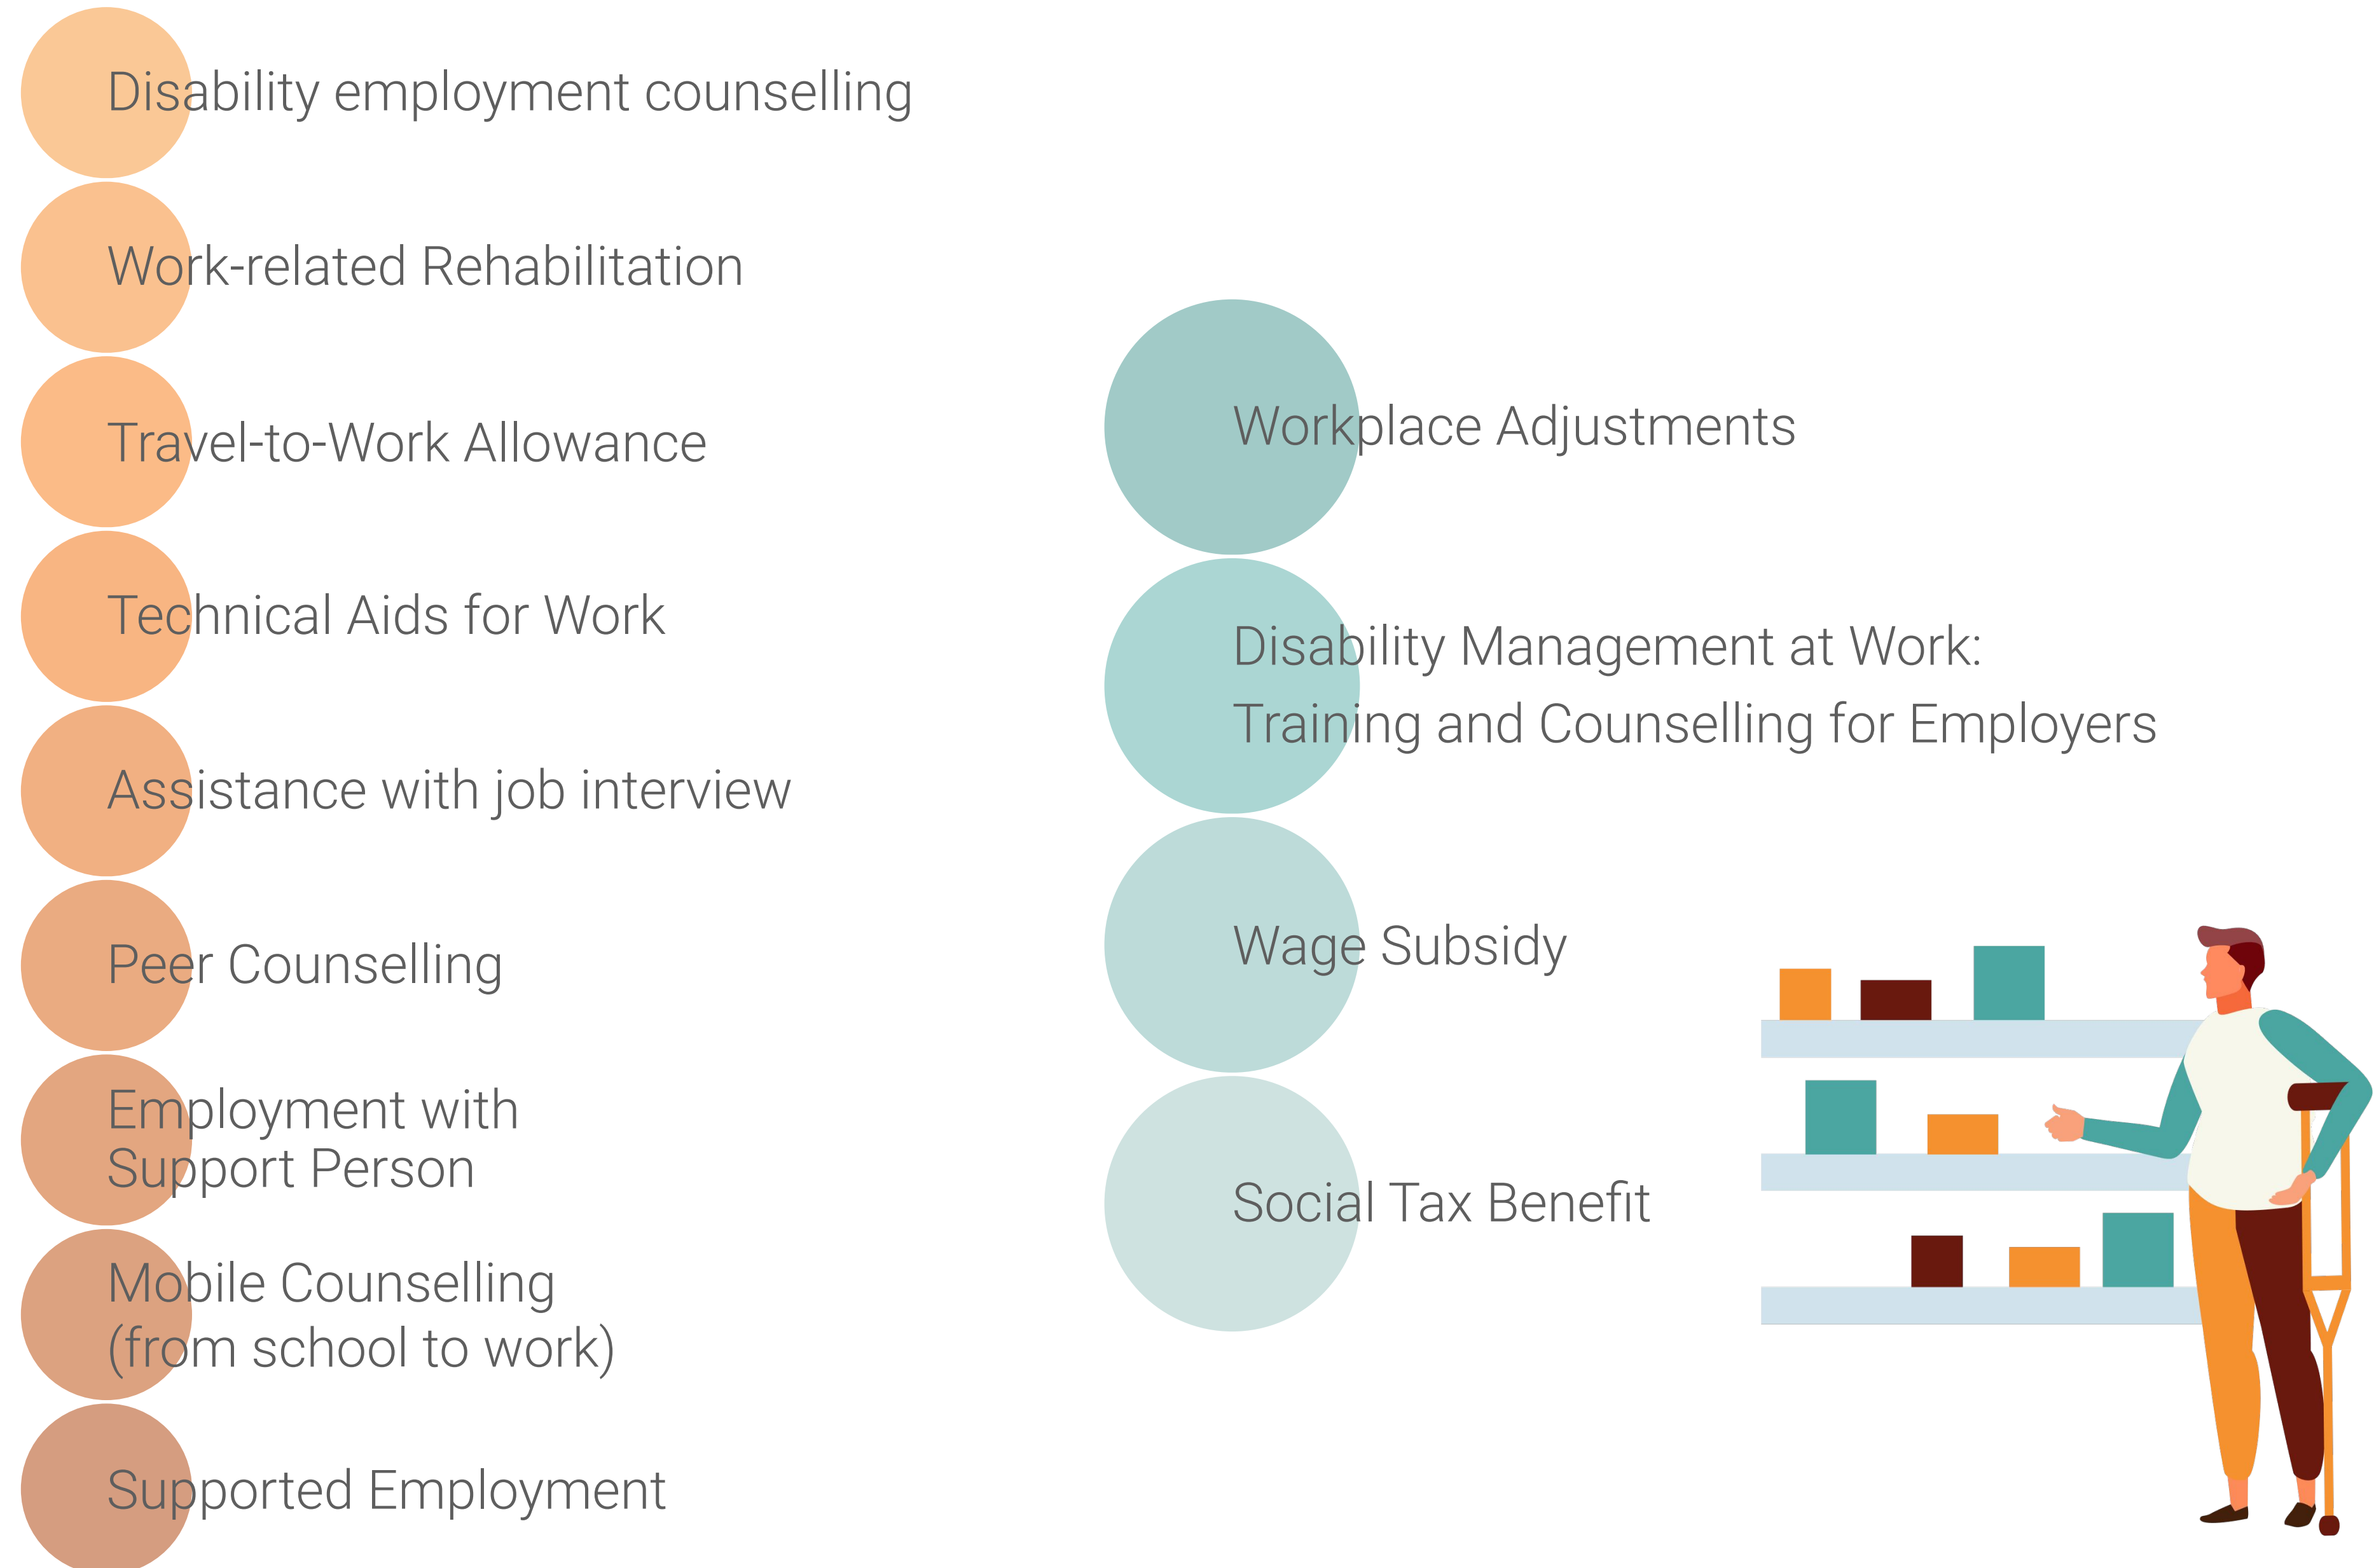 Disability employment counselling
Work-related Rehabilitation
Travel-to-Work Allowance
Technical Aids for Work
Assistance with job interview
Peer Counselling
Employment with
Support Person
Mobile Counselling
(from school to work)
Supported Employment
Workplace Adjustments
Disability Management at Work:
Training and Counselling for Employers
Wage Subsidy
Social Tax Benefit